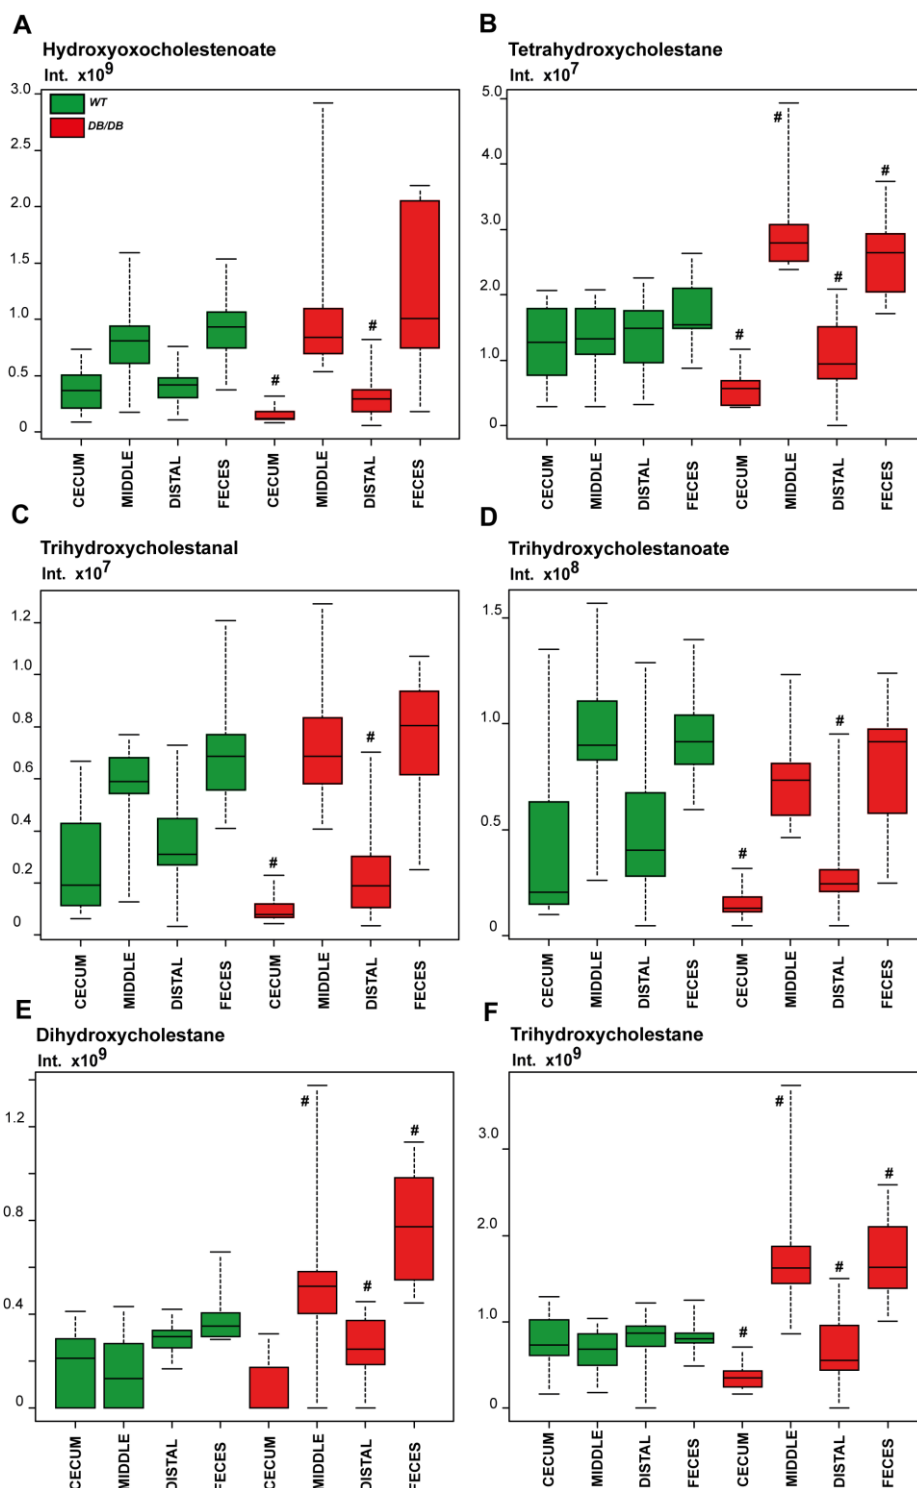 A
Hydroxyoxocholestenoate
Int. x10^9
3.0
2.5
2.0
1.5
1.0
0.5
0
WT
DB/DB
#
#
CECUM
MIDDLE
DISTAL
FECES
CECUM
MIDDLE
DISTAL
FECES
B
Tetrahydroxycholestane
Int. x10^7
5.0
4.0
3.0
2.0
1.0
0
#
#
#
#
CECUM
MIDDLE
DISTAL
FECES
CECUM
MIDDLE
DISTAL
FECES
C
Trihydroxycholestanal
Int. x10^7
1.2
1.0
0.8
0.6
0.4
0.2
0
#
#
CECUM
MIDDLE
DISTAL
FECES
CECUM
MIDDLE
DISTAL
FECES
D
Trihydroxycholestanoate
Int. x10^8
1.5
1.0
0.5
0
#
#
CECUM
MIDDLE
DISTAL
FECES
CECUM
MIDDLE
DISTAL
FECES
E
Dihydroxycholestane
Int. x10^9
1.2
0.8
0.4
0
#
#
#
CECUM
MIDDLE
DISTAL
FECES
CECUM
MIDDLE
DISTAL
FECES
F
Trihydroxycholestane
Int. x10^9
3.0
2.0
1.0
0
#
#
#
#
CECUM
MIDDLE
DISTAL
FECES
CECUM
MIDDLE
DISTAL
FECES